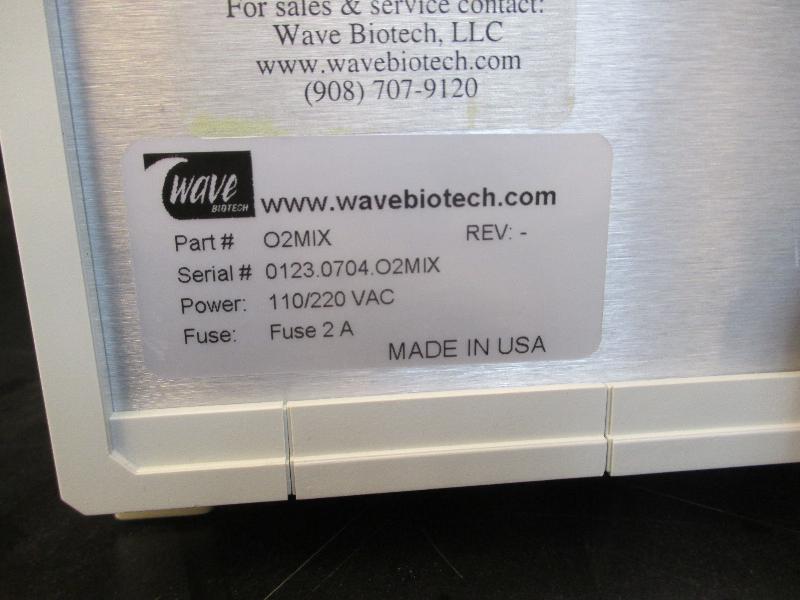 For sales & service contact:
Wave Biotech, LLC
www.wavebiotech.com
(908) 707-9120
wave
BIOTECH
www.wavebiotech.com
Part # O2MIX REV: -
Serial # 0123.0704.O2MIX
Power: 110/220 VAC
Fuse: Fuse 2 A
MADE IN USA